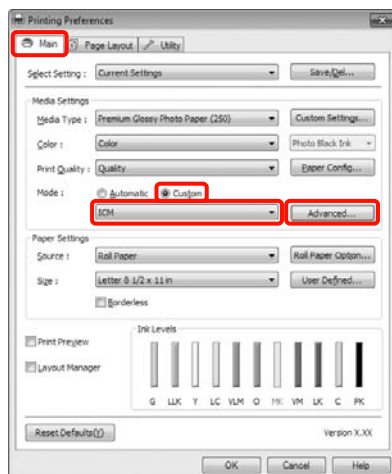 Printing Preferences
Main Page Layout Utility
Select Setting : Current Settings Save/Del...
Media Settings
Media Type : Premium Glossy Photo Paper (250) Custom Settings...
Color : Color Photo Black Ink
Print Quality : Quality Paper Config...
Mode : Automatic Custom
ICM Advanced...
Paper Settings
Source : Roll Paper Roll Paper Option...
Size : Letter 8 1/2 x 11 in User Defined...
Borderless
Print Preview
Layout Manager
Ink Levels
G LLK Y LC VLM O MK VM LK C PK
Reset Defaults(Y) Version X.XX
OK Cancel Help